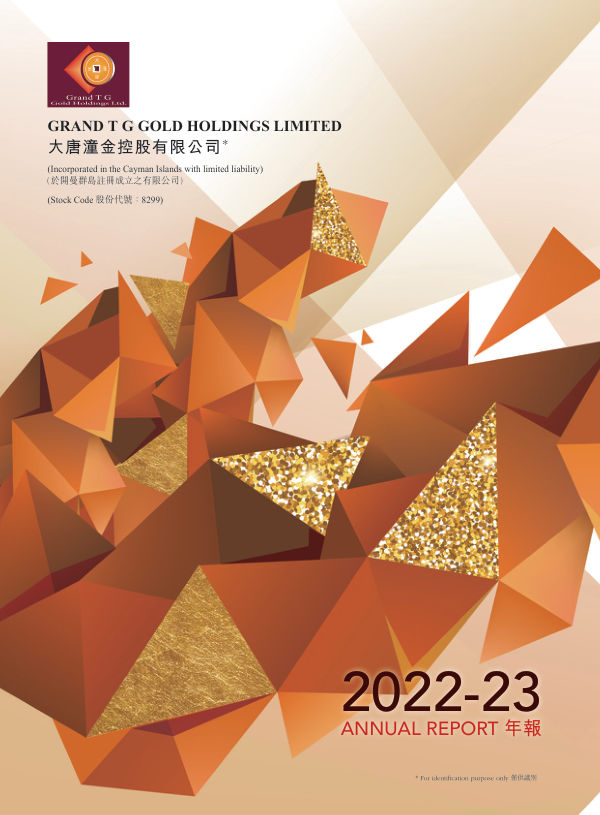 Grand T G
Gold Holdings Ltd.
GRAND T G GOLD HOLDINGS LIMITED
大唐潼金控股有限公司*
(Incorporated in the Cayman Islands with limited liability)
(於開曼群島註冊成立之有限公司)
(Stock Code 股份代號：8299)
2022-23
ANNUAL REPORT 年報
* For identification purpose only 僅供識別